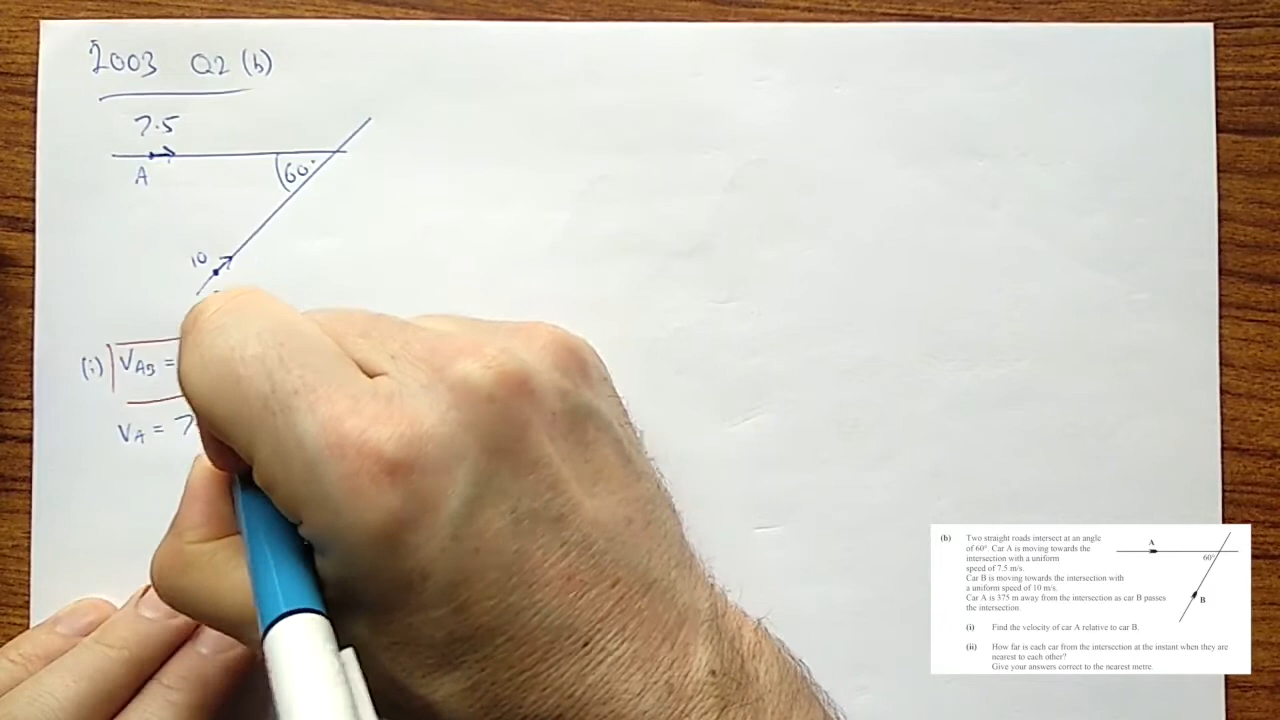 2003 Q2 (b)
7.5
A
60°
10
(i) VAB =
VA = 7
(b) Two straight roads intersect at an angle
of 60°. Car A is moving towards the
intersection with a uniform
speed of 7.5 m/s.
Car B is moving towards the intersection with
a uniform speed of 10 m/s.
Car A is 375 m away from the intersection as car B passes
the intersection.
A
60°
B
(i) Find the velocity of car A relative to car B.
(ii) How far is each car from the intersection at the instant when they are
nearest to each other?
Give your answers correct to the nearest metre.